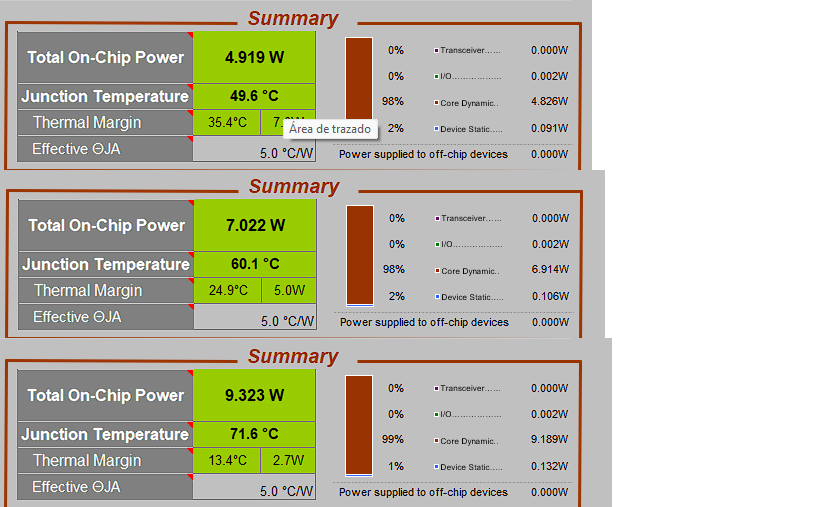 Summary
Total On-Chip Power 4.919 W
Junction Temperature 49.6 °C
Thermal Margin 35.4°C
Effective ΘJA 5.0 °C/W
Área de trazado
0% Transceiver...... 0.000W
0% I/O.................. 0.002W
98% Core Dynamic.. 4.826W
2% Device Static..... 0.091W
Power supplied to off-chip devices 0.000W
Summary
Total On-Chip Power 7.022 W
Junction Temperature 60.1 °C
Thermal Margin 24.9°C 5.0W
Effective ΘJA 5.0 °C/W
0% Transceiver...... 0.000W
0% I/O.................. 0.002W
98% Core Dynamic.. 6.914W
2% Device Static..... 0.106W
Power supplied to off-chip devices 0.000W
Summary
Total On-Chip Power 9.323 W
Junction Temperature 71.6 °C
Thermal Margin 13.4°C 2.7W
Effective ΘJA 5.0 °C/W
0% Transceiver...... 0.000W
0% I/O.................. 0.002W
99% Core Dynamic.. 9.189W
1% Device Static..... 0.132W
Power supplied to off-chip devices 0.000W